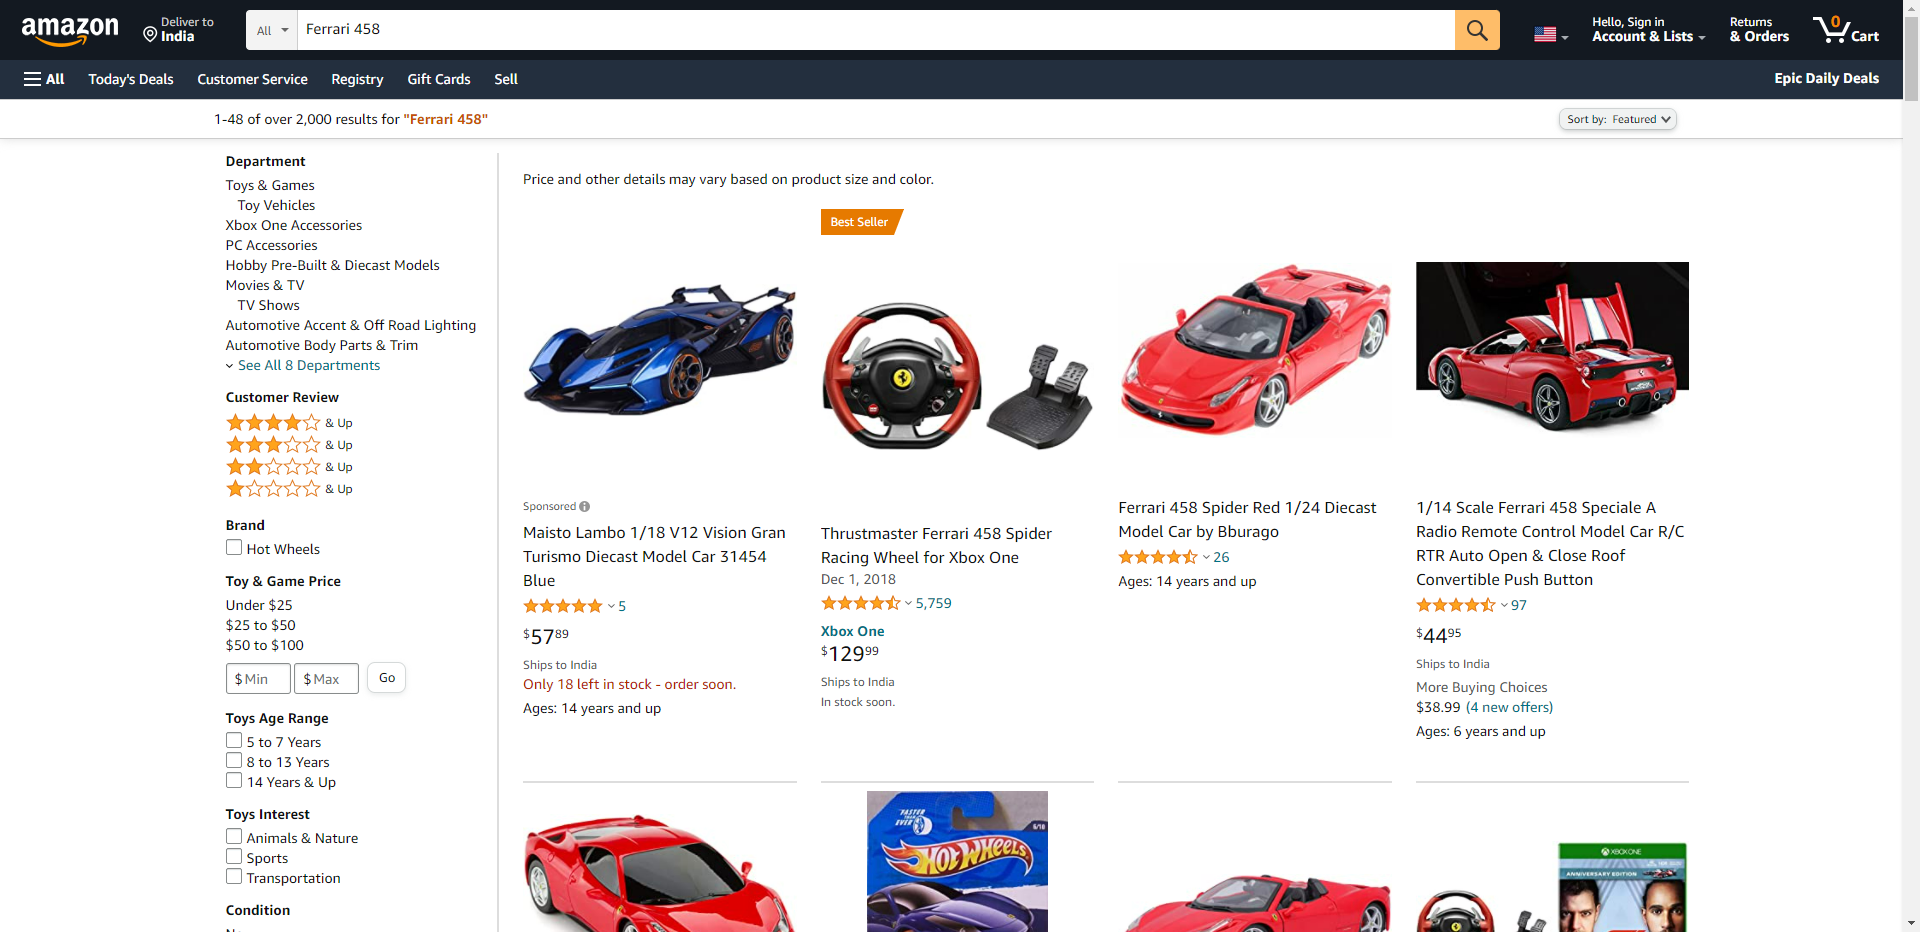 amazon
Deliver to
India
All
Ferrari 458
Hello, Sign in
Account & Lists
Returns
& Orders
0
Cart
All
Today's Deals
Customer Service
Registry
Gift Cards
Sell
Epic Daily Deals
1-48 of over 2,000 results for "Ferrari 458"
Sort by: Featured
Department
Toys & Games
Toy Vehicles
Xbox One Accessories
PC Accessories
Hobby Pre-Built & Diecast Models
Movies & TV
TV Shows
Automotive Accent & Off Road Lighting
Automotive Body Parts & Trim
See All 8 Departments
Customer Review
& Up
& Up
& Up
& Up
Brand
Hot Wheels
Toy & Game Price
Under $25
$25 to $50
$50 to $100
$ Min
$ Max
Go
Toys Age Range
5 to 7 Years
8 to 13 Years
14 Years & Up
Toys Interest
Animals & Nature
Sports
Transportation
Condition
Price and other details may vary based on product size and color.
Sponsored
Maisto Lambo 1/18 V12 Vision Gran
Turismo Diecast Model Car 31454
Blue
5
$57 89
Ships to India
Only 18 left in stock - order soon.
Ages: 14 years and up
Best Seller
Thrustmaster Ferrari 458 Spider
Racing Wheel for Xbox One
Dec 1, 2018
5,759
Xbox One
$129 99
Ships to India
In stock soon.
Ferrari 458 Spider Red 1/24 Diecast
Model Car by Bburago
26
Ages: 14 years and up
1/14 Scale Ferrari 458 Speciale A
Radio Remote Control Model Car R/C
RTR Auto Open & Close Roof
Convertible Push Button
97
$44 95
Ships to India
More Buying Choices
$38.99 (4 new offers)
Ages: 6 years and up
FASTER
THAN
EVER
HOT WHEELS
XBOX ONE
ANNIVERSARY EDITION